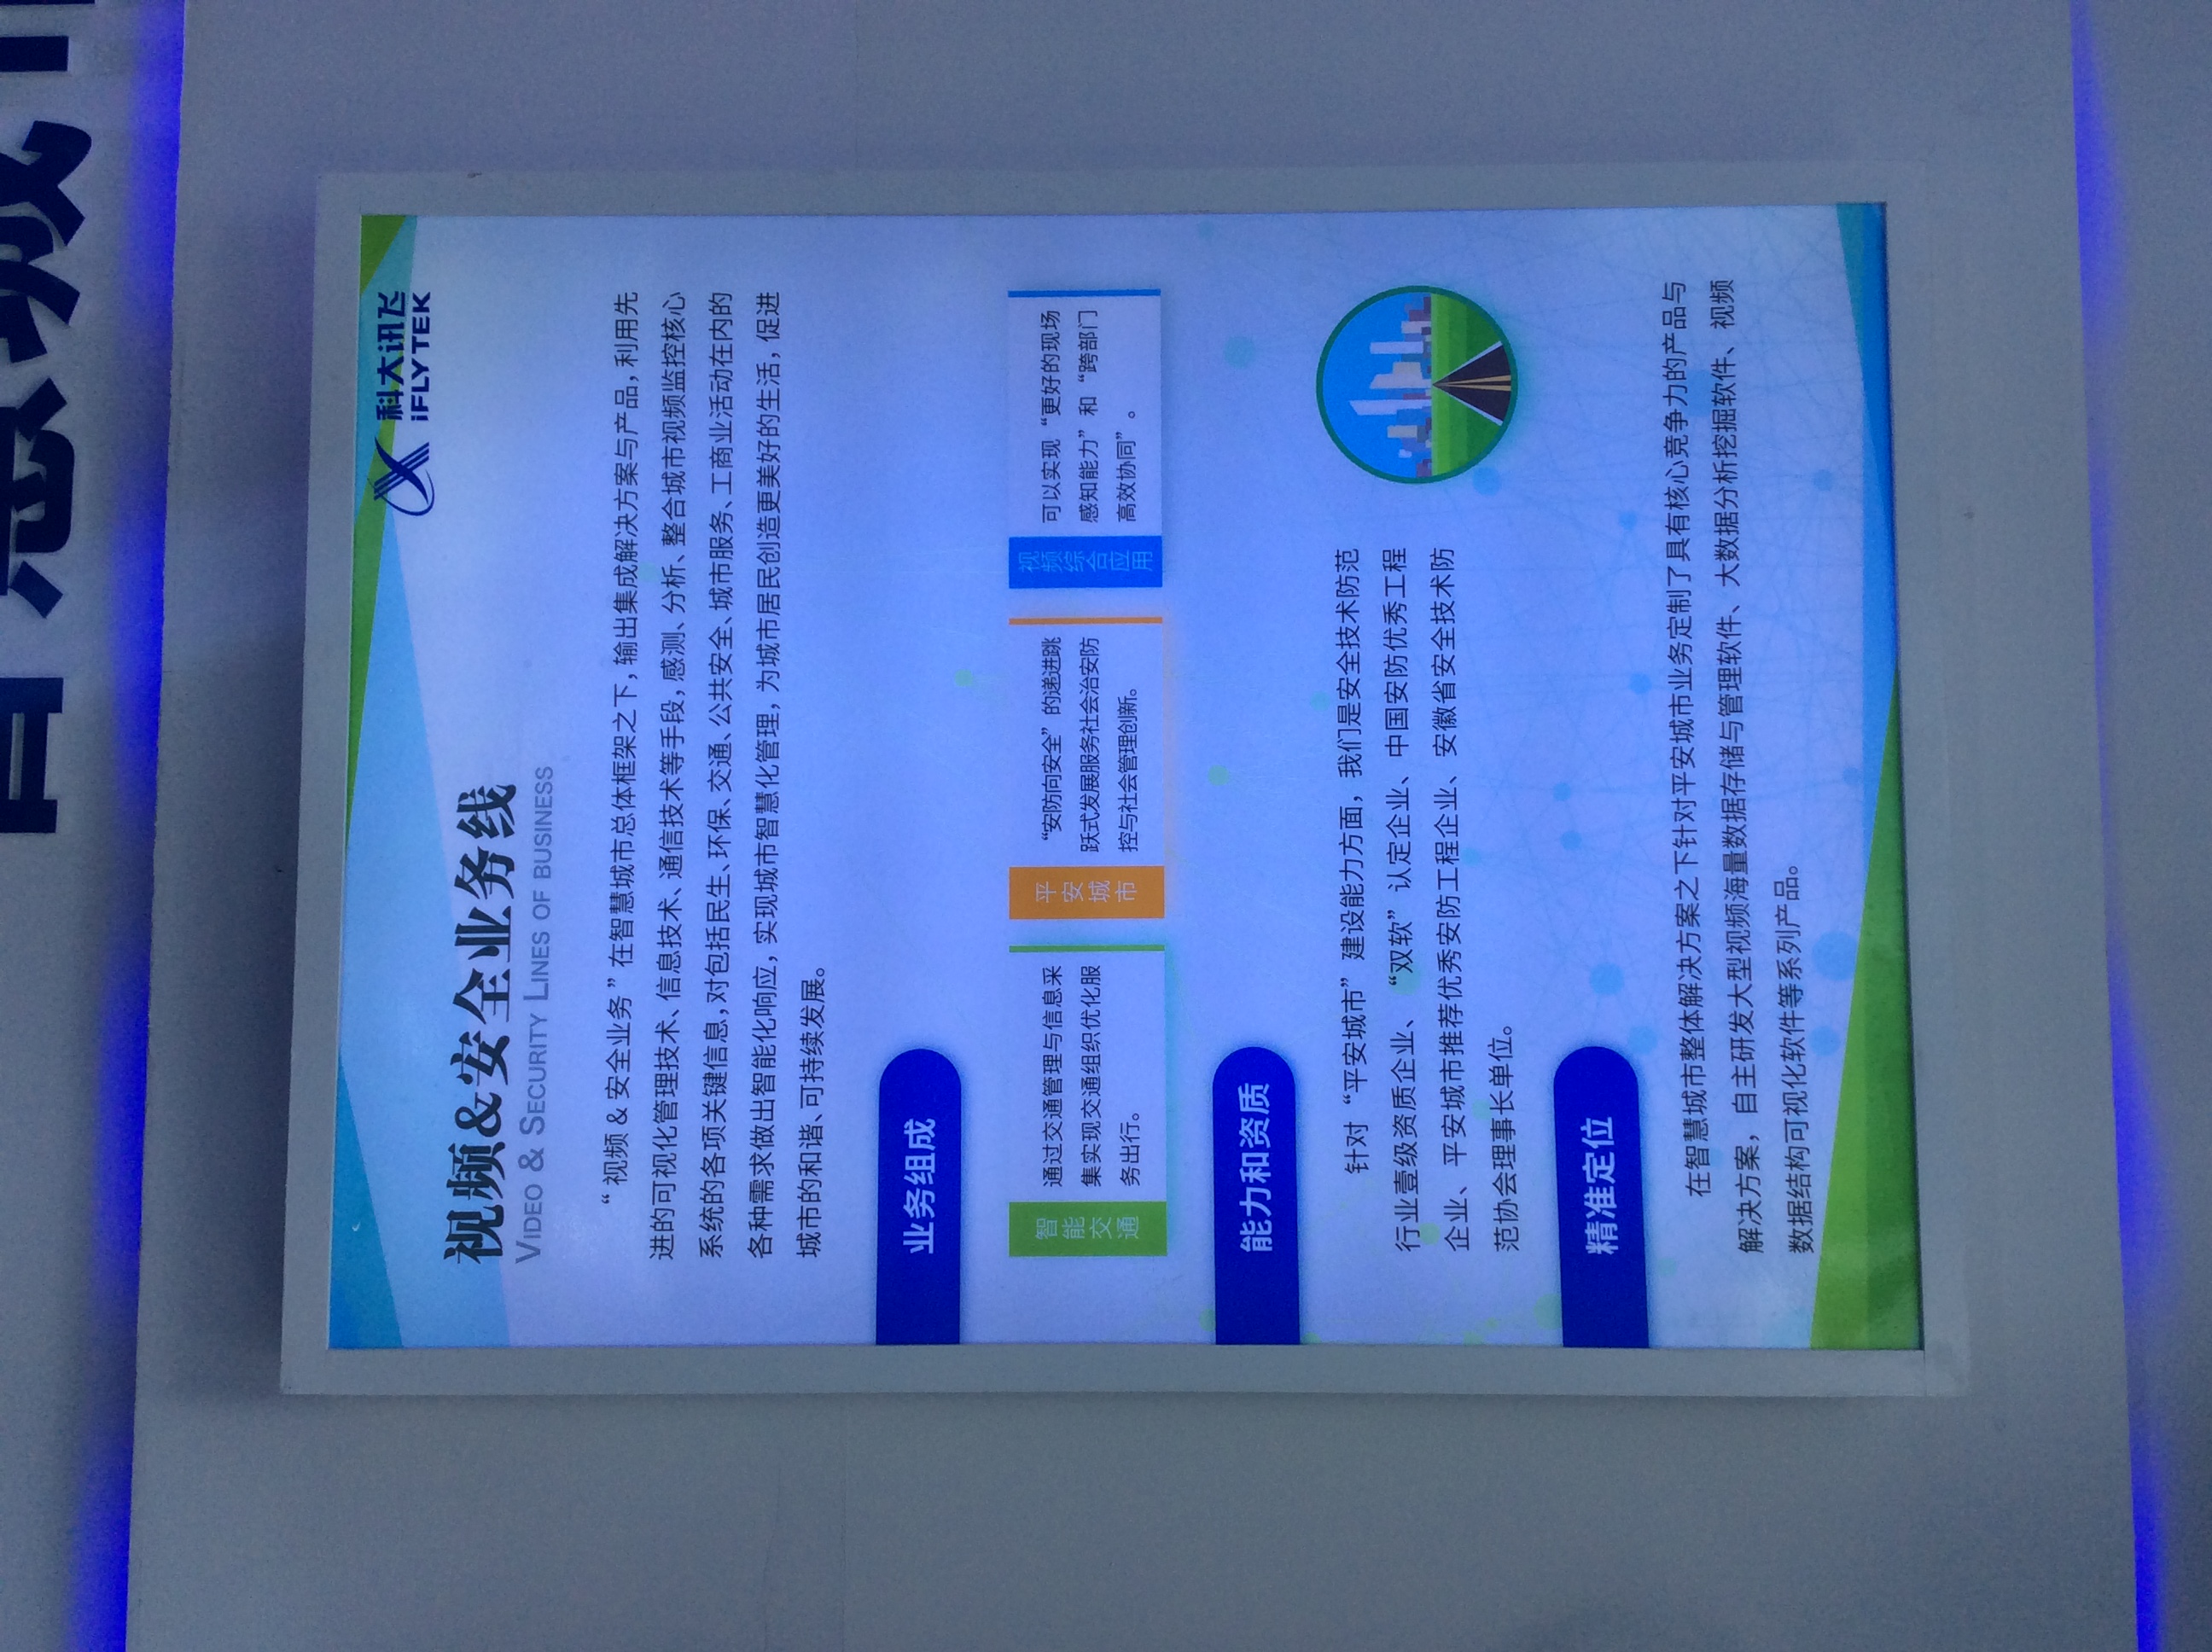 智慧城市
科大讯飞
iFLYTEK
视频&安全业务线
VIDEO & SECURITY LINES OF BUSINESS
“视频 & 安全业务”在智慧城市总体框架之下，输出集成解决方案与产品，利用先
进的可视化管理技术、信息技术、通信技术等手段，感测、分析、整合城市视频监控核心
系统的各项关键信息，对包括民生、环保、交通、公共安全、城市服务、工商业活动在内的
各种需求做出智能化响应，实现城市智慧化管理，为城市居民创造更美好的生活，促进
城市的和谐、可持续发展。
业务组成
智能交通
通过交通管理与信息采
集实现交通组织优化服
务出行。
平安城市
“安防向安全”的递进跳
跃式发展服务社会治安防
控与社会管理创新。
视频综合应用
可以实现“更好的现场
感知能力”和“跨部门
高效协同”。
能力和资质
针对“平安城市”建设能力方面，我们是安全技术防范
行业壹级资质企业、“双软”认定企业、中国安防优秀工程
企业、平安城市推荐优秀安防工程企业、安徽省安全技术防
范协会理事长单位。
精准定位
在智慧城市整体解决方案之下针对平安城市业务定制了具有核心竞争力的产品与
解决方案，自主研发大型视频海量数据存储与管理软件、大数据分析挖掘软件、视频
数据结构可视化软件等系列产品。